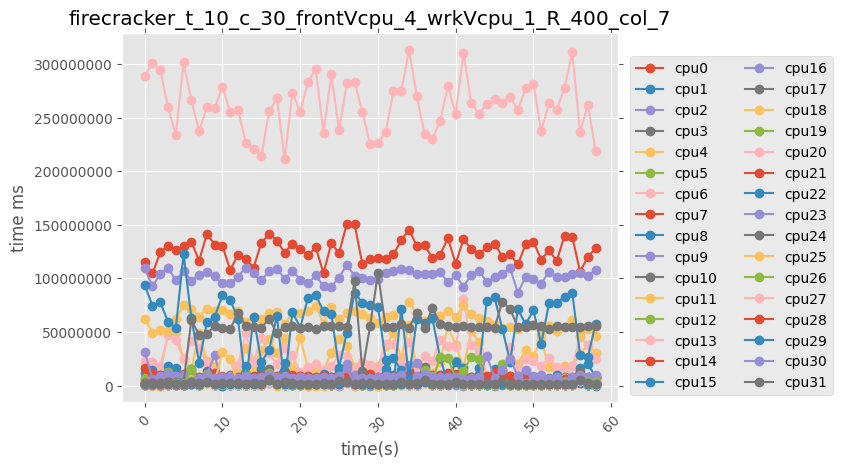 firecracker_t_10_c_30_frontVcpu_4_wrkVcpu_1_R_400_col_7
time ms
300000000
250000000
200000000
150000000
100000000
50000000
0
0
10
20
30
40
50
60
time(s)
cpu0
cpu1
cpu2
cpu3
cpu4
cpu5
cpu6
cpu7
cpu8
cpu9
cpu10
cpu11
cpu12
cpu13
cpu14
cpu15
cpu16
cpu17
cpu18
cpu19
cpu20
cpu21
cpu22
cpu23
cpu24
cpu25
cpu26
cpu27
cpu28
cpu29
cpu30
cpu31